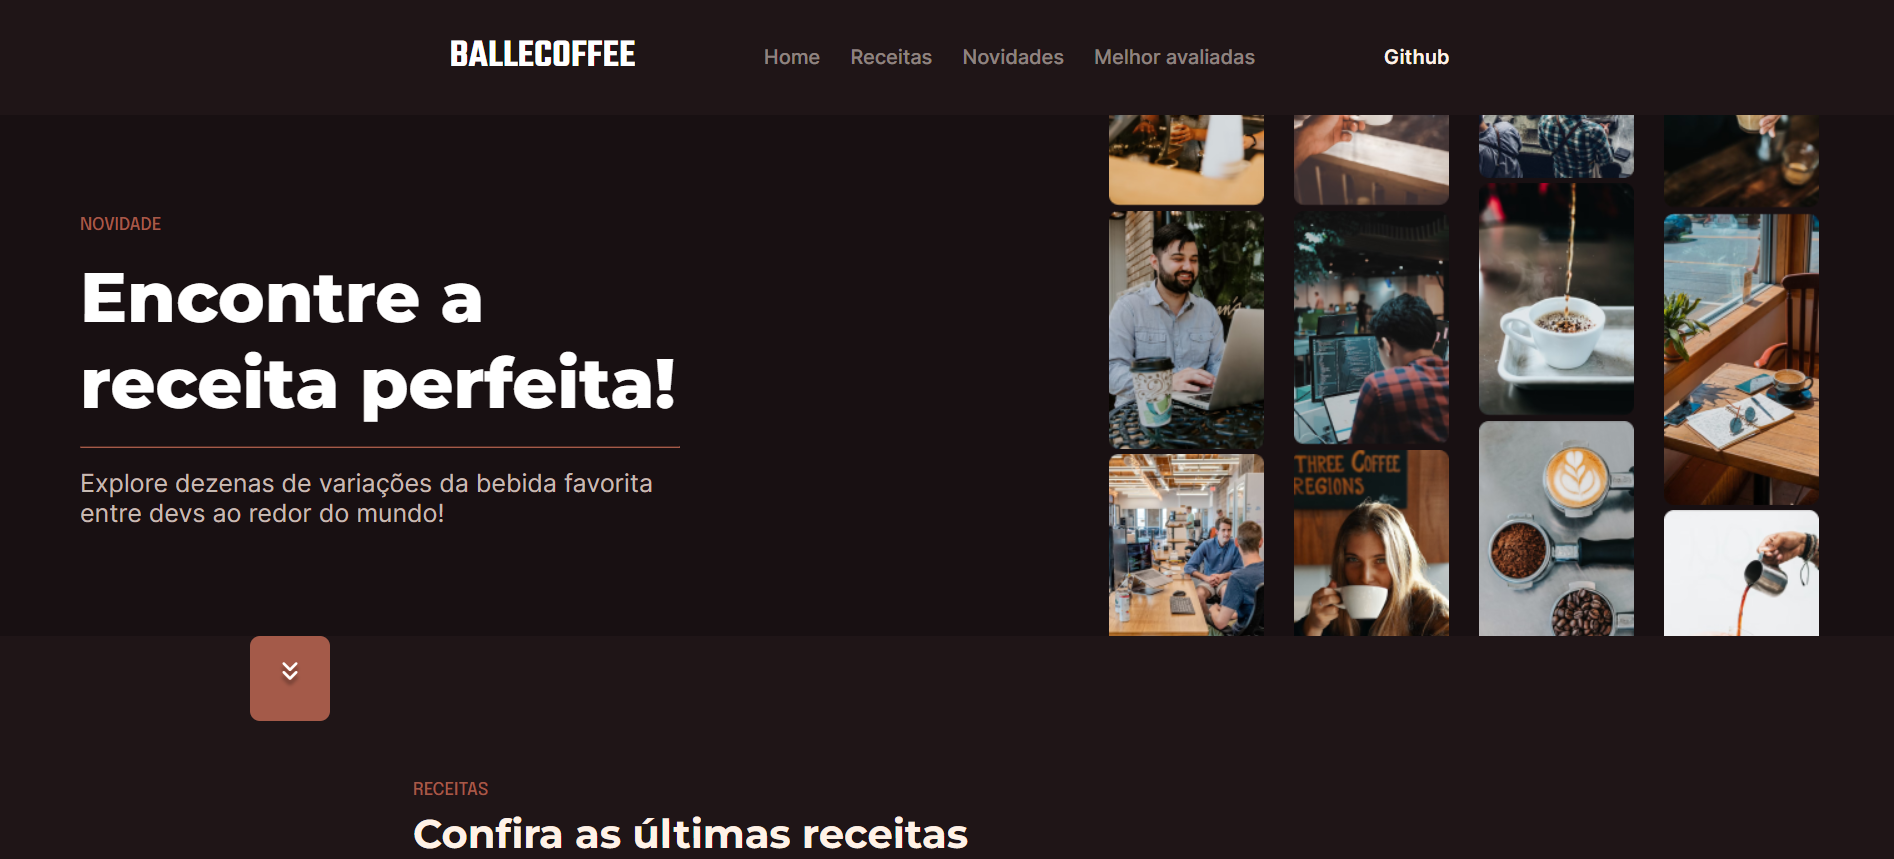 BALLECOFFEE
Home Receitas Novidades Melhor avaliadas
Github
NOVIDADE
Encontre a
receita perfeita!
Explore dezenas de variações da bebida favorita
entre devs ao redor do mundo!
THREE COFFEE
REGIONS
RECEITAS
Confira as últimas receitas